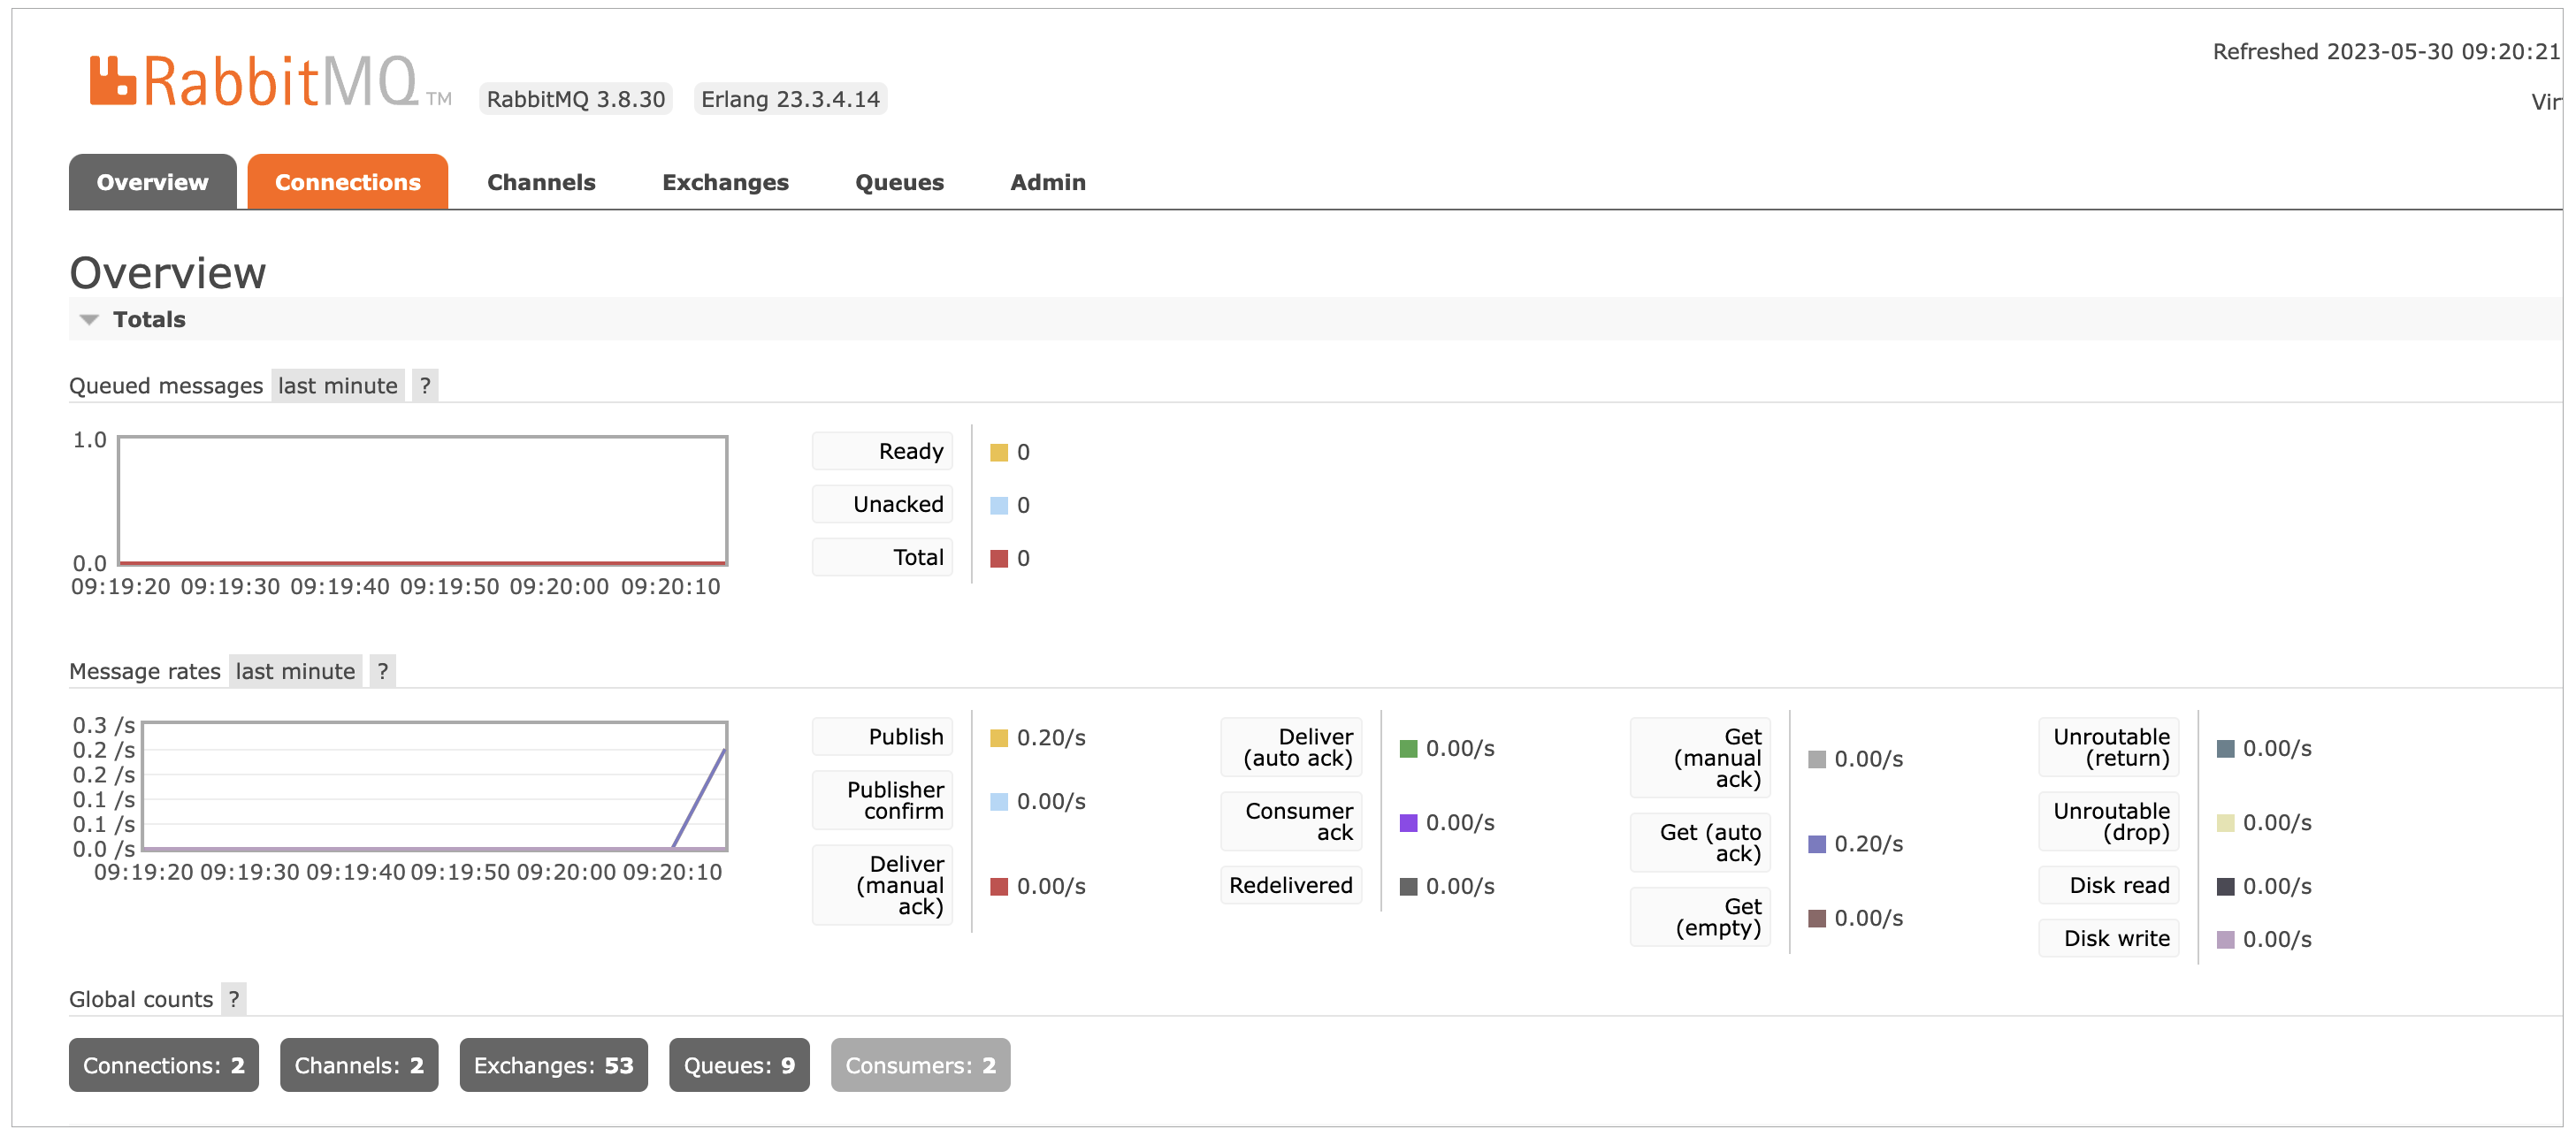 RabbitMQ TM RabbitMQ 3.8.30 Erlang 23.3.4.14
Refreshed 2023-05-30 09:20:21
Vir
Overview Connections Channels Exchanges Queues Admin
Overview
Totals
Queued messages last minute ?
1.0
0.0
09:19:20 09:19:30 09:19:40 09:19:50 09:20:00 09:20:10
Ready 0
Unacked 0
Total 0
Message rates last minute ?
0.3 /s
0.2 /s
0.2 /s
0.1 /s
0.1 /s
0.0 /s
09:19:20 09:19:30 09:19:40 09:19:50 09:20:00 09:20:10
Publish 0.20/s
Publisher
confirm 0.00/s
Deliver
(manual
ack) 0.00/s
Deliver
(auto ack) 0.00/s
Consumer
ack 0.00/s
Redelivered 0.00/s
Get
(manual
ack) 0.00/s
Get (auto
ack) 0.20/s
Get
(empty) 0.00/s
Unroutable
(return) 0.00/s
Unroutable
(drop) 0.00/s
Disk read 0.00/s
Disk write 0.00/s
Global counts ?
Connections: 2 Channels: 2 Exchanges: 53 Queues: 9 Consumers: 2